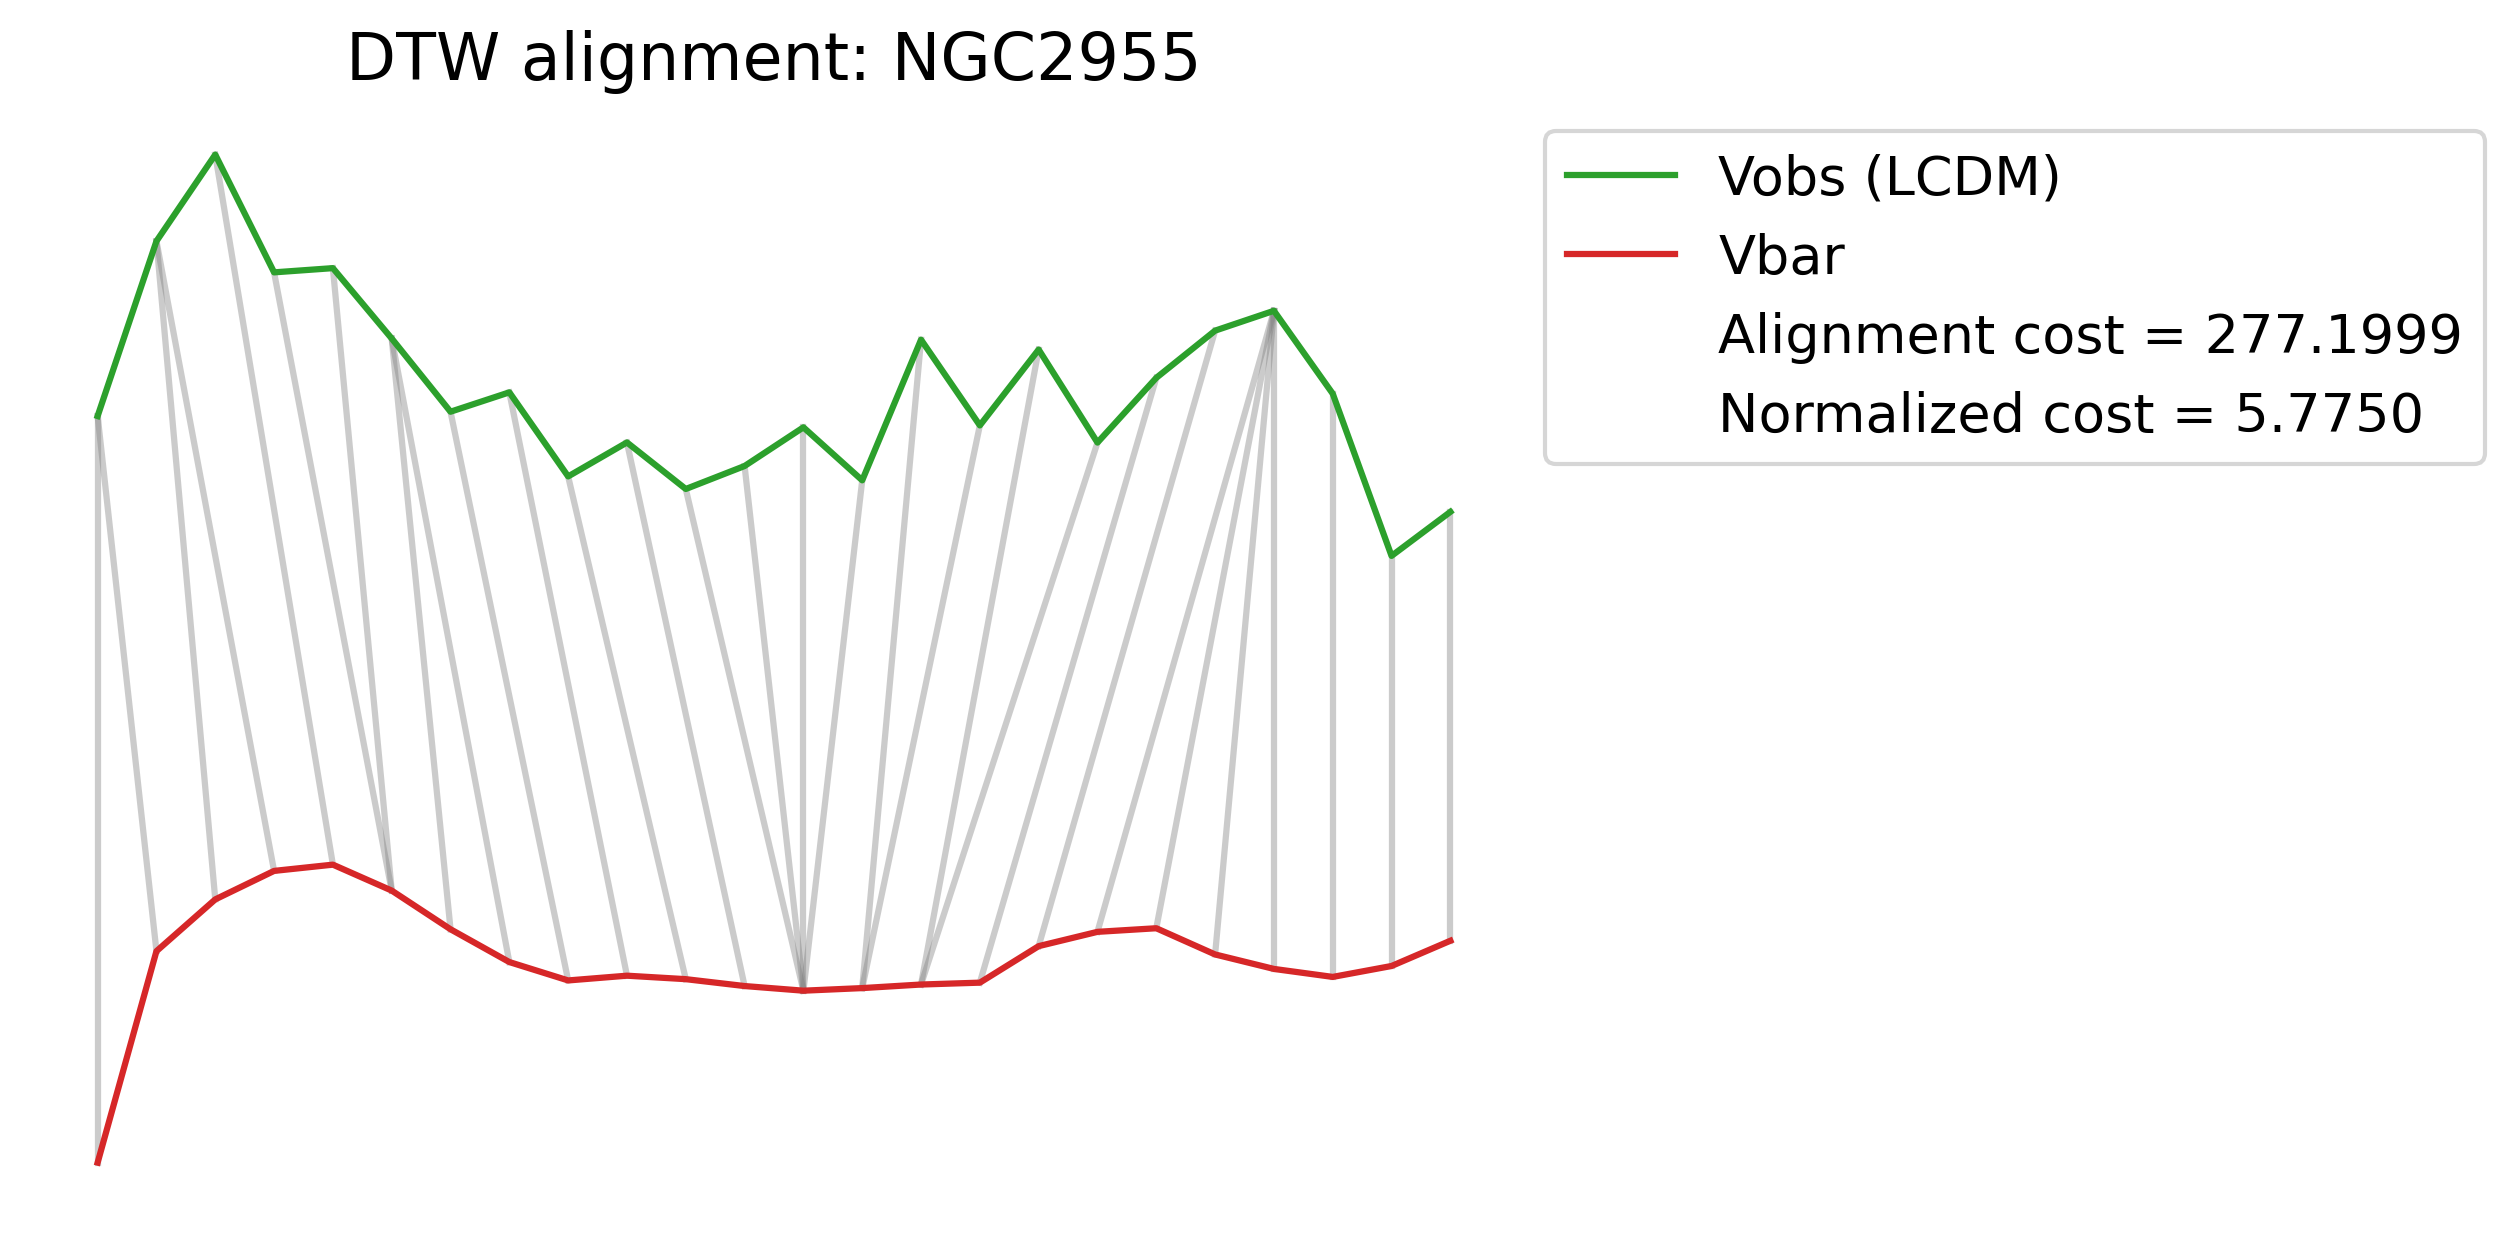 DTW alignment: NGC2955
Vobs (LCDM)
Vbar
Alignment cost = 277.1999
Normalized cost = 5.7750